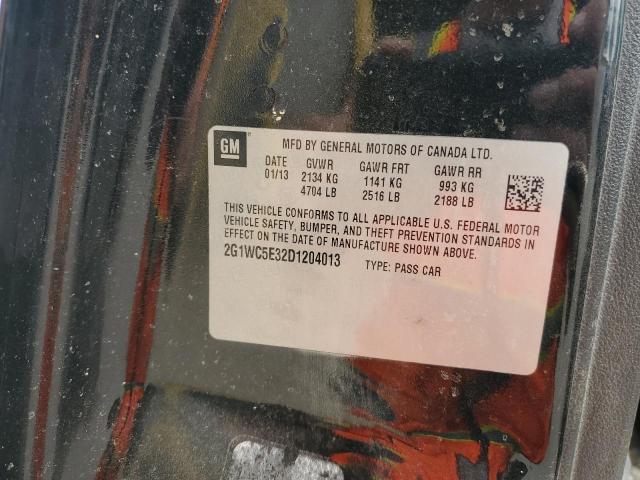 GM
MFD BY GENERAL MOTORS OF CANADA LTD.
DATE GVWR GAWR FRT GAWR RR
01/13 2134 KG 1141 KG 993 KG
4704 LB 2516 LB 2188 LB
THIS VEHICLE CONFORMS TO ALL APPLICABLE U.S. FEDERAL MOTOR
VEHICLE SAFETY, BUMPER, AND THEFT PREVENTION STANDARDS IN
EFFECT ON THE DATE OF MANUFACTURE SHOWN ABOVE.
2G1WC5E32D1204013 TYPE: PASS CAR